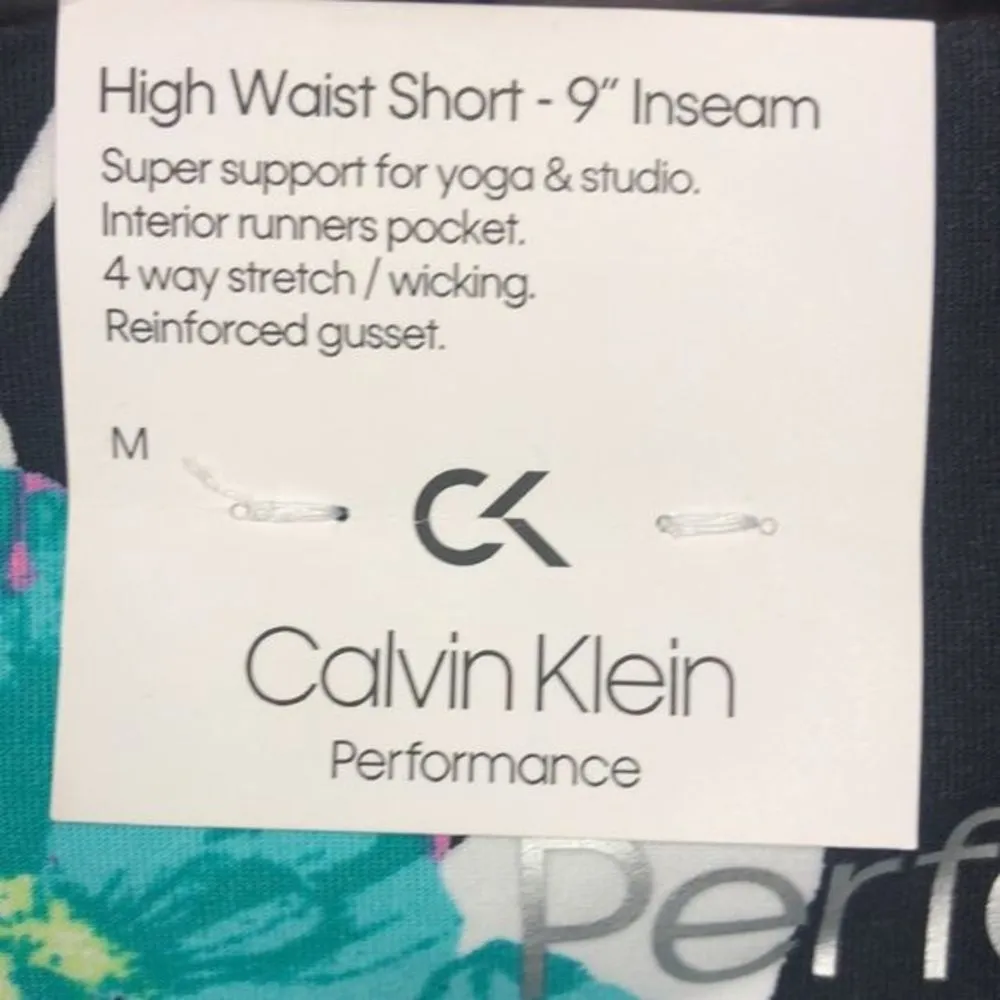 High Waist Short - 9” Inseam
Super support for yoga & studio.
Interior runners pocket.
4 way stretch / wicking.
Reinforced gusset.
M
CK
Calvin Klein
Performance
Perfo